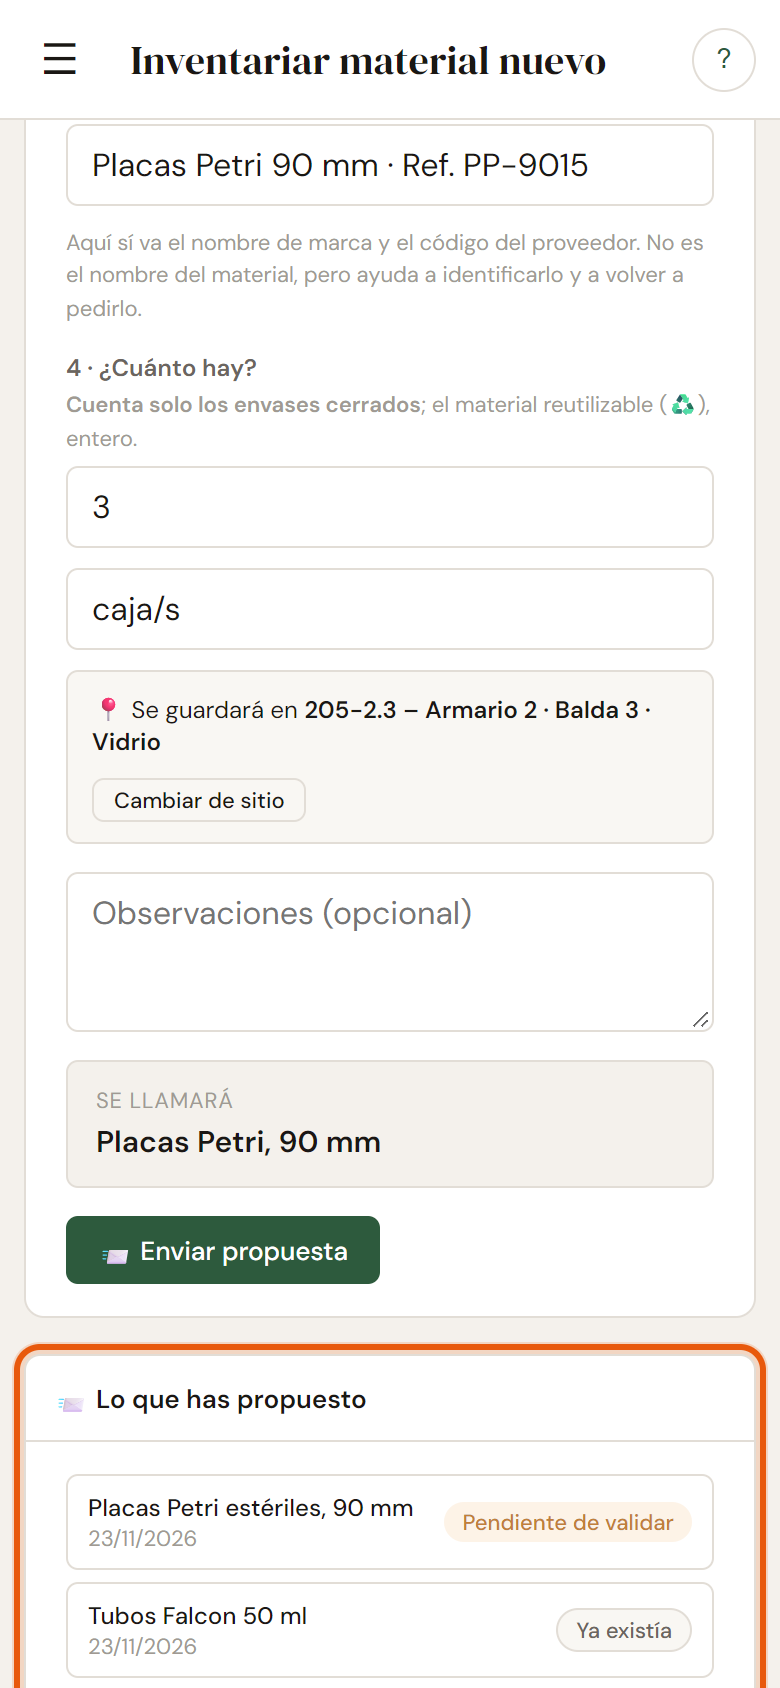 Inventariar material nuevo
?
Placas Petri 90 mm · Ref. PP-9015
Aquí sí va el nombre de marca y el código del proveedor. No es
el nombre del material, pero ayuda a identificarlo y a volver a
pedirlo.
4 · ¿Cuánto hay?
Cuenta solo los envases cerrados; el material reutilizable (♻️),
entero.
3
caja/s
📍 Se guardará en 205-2.3 – Armario 2 · Balda 3 ·
Vidrio
Cambiar de sitio
Observaciones (opcional)
SE LLAMARÁ
Placas Petri, 90 mm
Enviar propuesta
Lo que has propuesto
Placas Petri estériles, 90 mm
23/11/2026
Pendiente de validar
Tubos Falcon 50 ml
23/11/2026
Ya existía